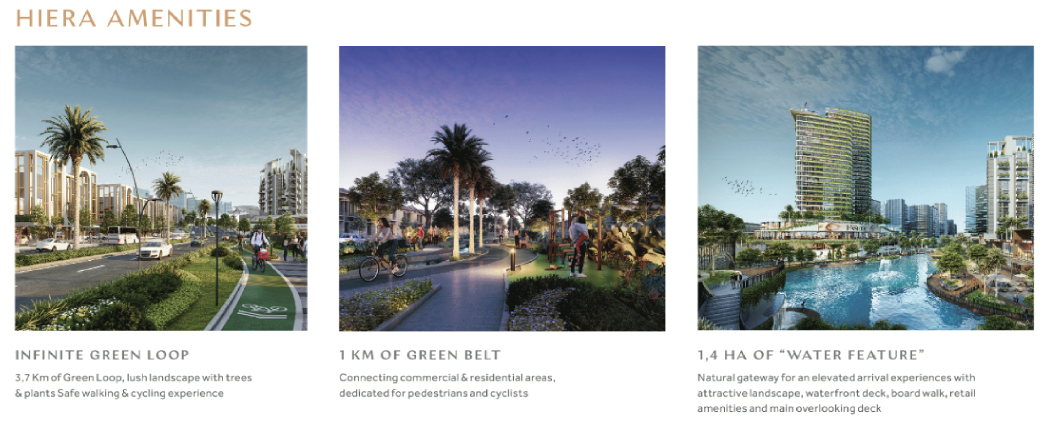 HIERA AMENITIES
INFINITE GREEN LOOP
3,7 Km of Green Loop, lush landscape with trees
& plants Safe walking & cycling experience
1 KM OF GREEN BELT
Connecting commercial & residential areas,
dedicated for pedestrians and cyclists
1,4 HA OF “WATER FEATURE”
Natural gateway for an elevated arrival experiences with
attractive landscape, waterfront deck, board walk, retail
amenities and main overlooking deck